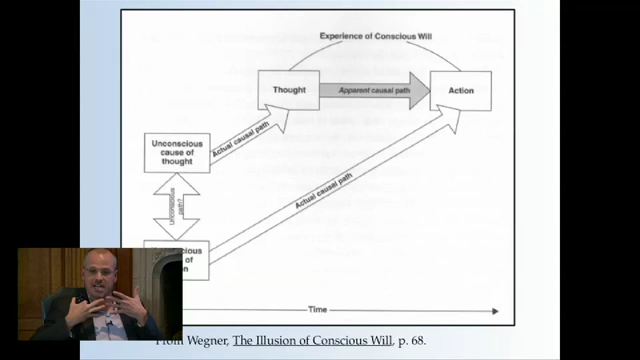 Experience of Conscious Will
Thought
Apparent causal path
Action
Actual causal path
Unconscious
cause of
thought
Unconscious
path?
Actual causal path
of
Time
From Wegner, The Illusion of Conscious Will, p. 68.